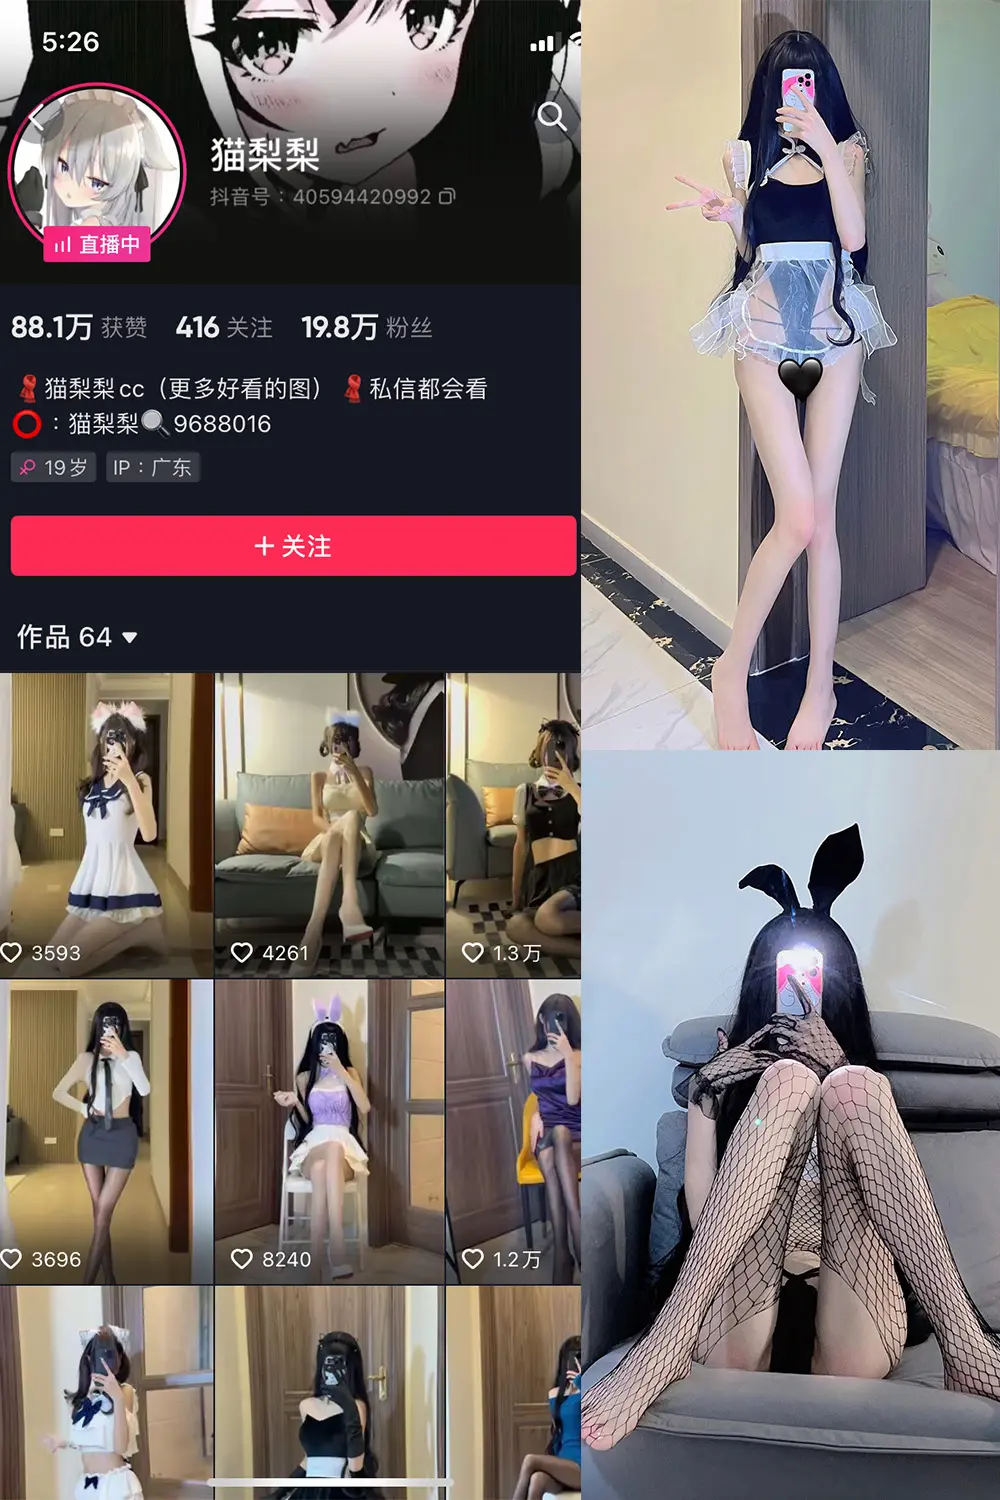 5:26
猫梨梨
抖音号：40594420992
直播中
88.1万 获赞 416 关注 19.8万 粉丝
猫梨梨cc（更多好看的图） 私信都会看
：猫梨梨 9688016
19岁 IP：广东
+ 关注
作品 64
3593 4261 1.3万
3696 8240 1.2万